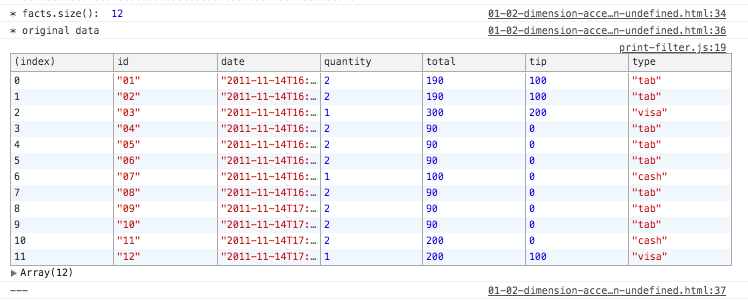 * facts.size(): 12 01-02-dimension-acce…n-undefined.html:34
* original data 01-02-dimension-acce…n-undefined.html:36
print-filter.js:19
(index) id date quantity total tip type
0 "01" "2011-11-14T16:… 2 190 100 "tab"
1 "02" "2011-11-14T16:… 2 190 100 "tab"
2 "03" "2011-11-14T16:… 1 300 200 "visa"
3 "04" "2011-11-14T16:… 2 90 0 "tab"
4 "05" "2011-11-14T16:… 2 90 0 "tab"
5 "06" "2011-11-14T16:… 2 90 0 "tab"
6 "07" "2011-11-14T16:… 1 100 0 "cash"
7 "08" "2011-11-14T16:… 2 90 0 "tab"
8 "09" "2011-11-14T17:… 2 90 0 "tab"
9 "10" "2011-11-14T17:… 2 90 0 "tab"
10 "11" "2011-11-14T17:… 2 200 0 "cash"
11 "12" "2011-11-14T17:… 1 200 100 "visa"
▶ Array(12)
--- 01-02-dimension-acce…n-undefined.html:37